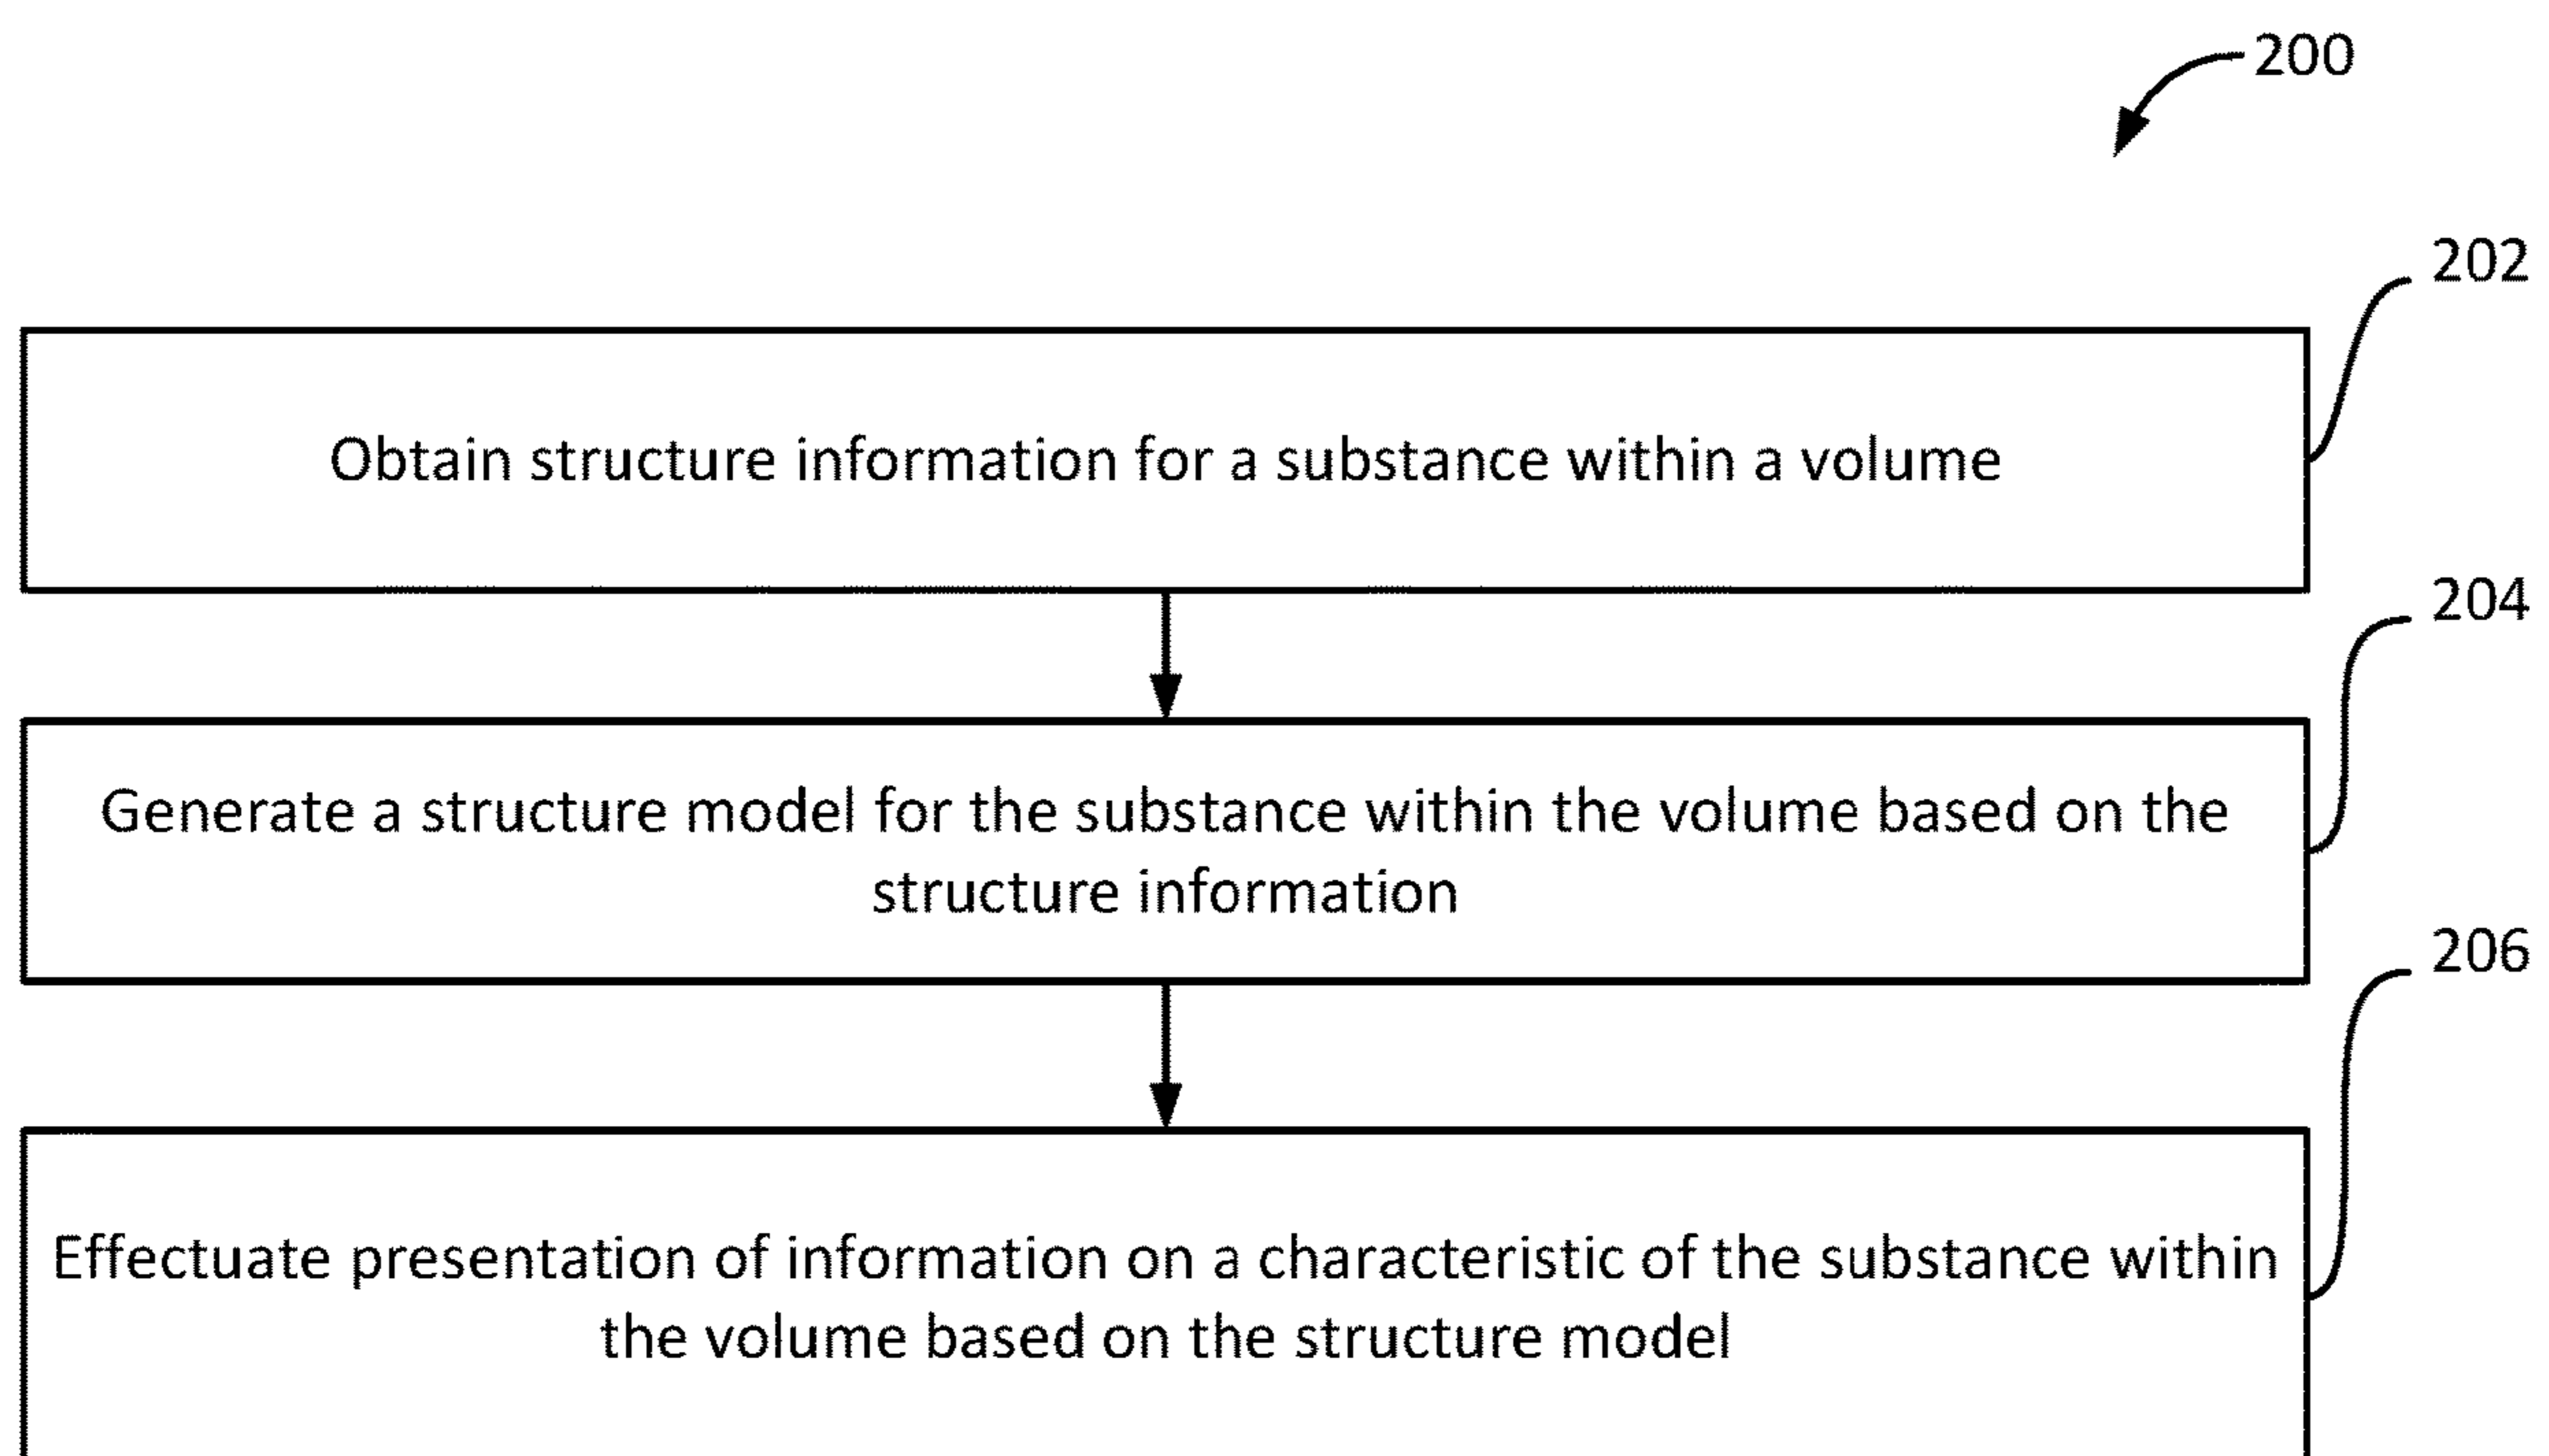 200
202
Obtain structure information for a substance within a volume
204
Generate a structure model for the substance within the volume based on the
structure information
206
Effectuate presentation of information on a characteristic of the substance within
the volume based on the structure model